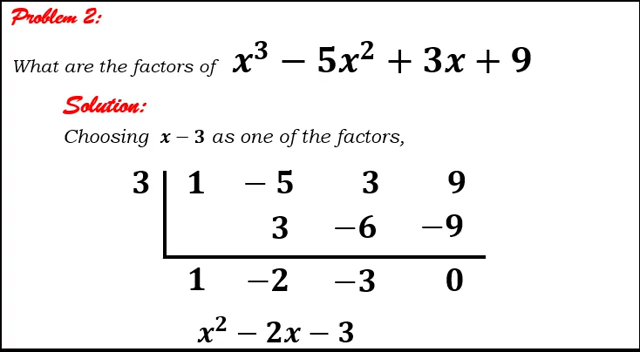 Problem 2:
What are the factors of x³ − 5x² + 3x + 9
Solution:
Choosing x − 3 as one of the factors,
3 | 1 − 5 3 9
3 −6 −9
1 −2 −3 0
x² − 2x − 3